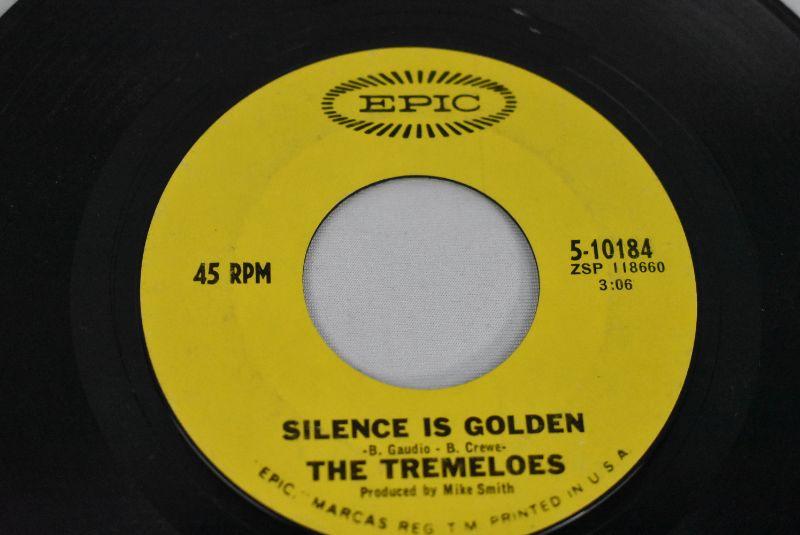 EPIC
45 RPM
5-10184
ZSP 118660
3:06
SILENCE IS GOLDEN
-B. Gaudio - B. Crewe-
THE TREMELOES
Produced by Mike Smith
"EPIC," MARCAS REG. T.M. PRINTED IN U.S.A.